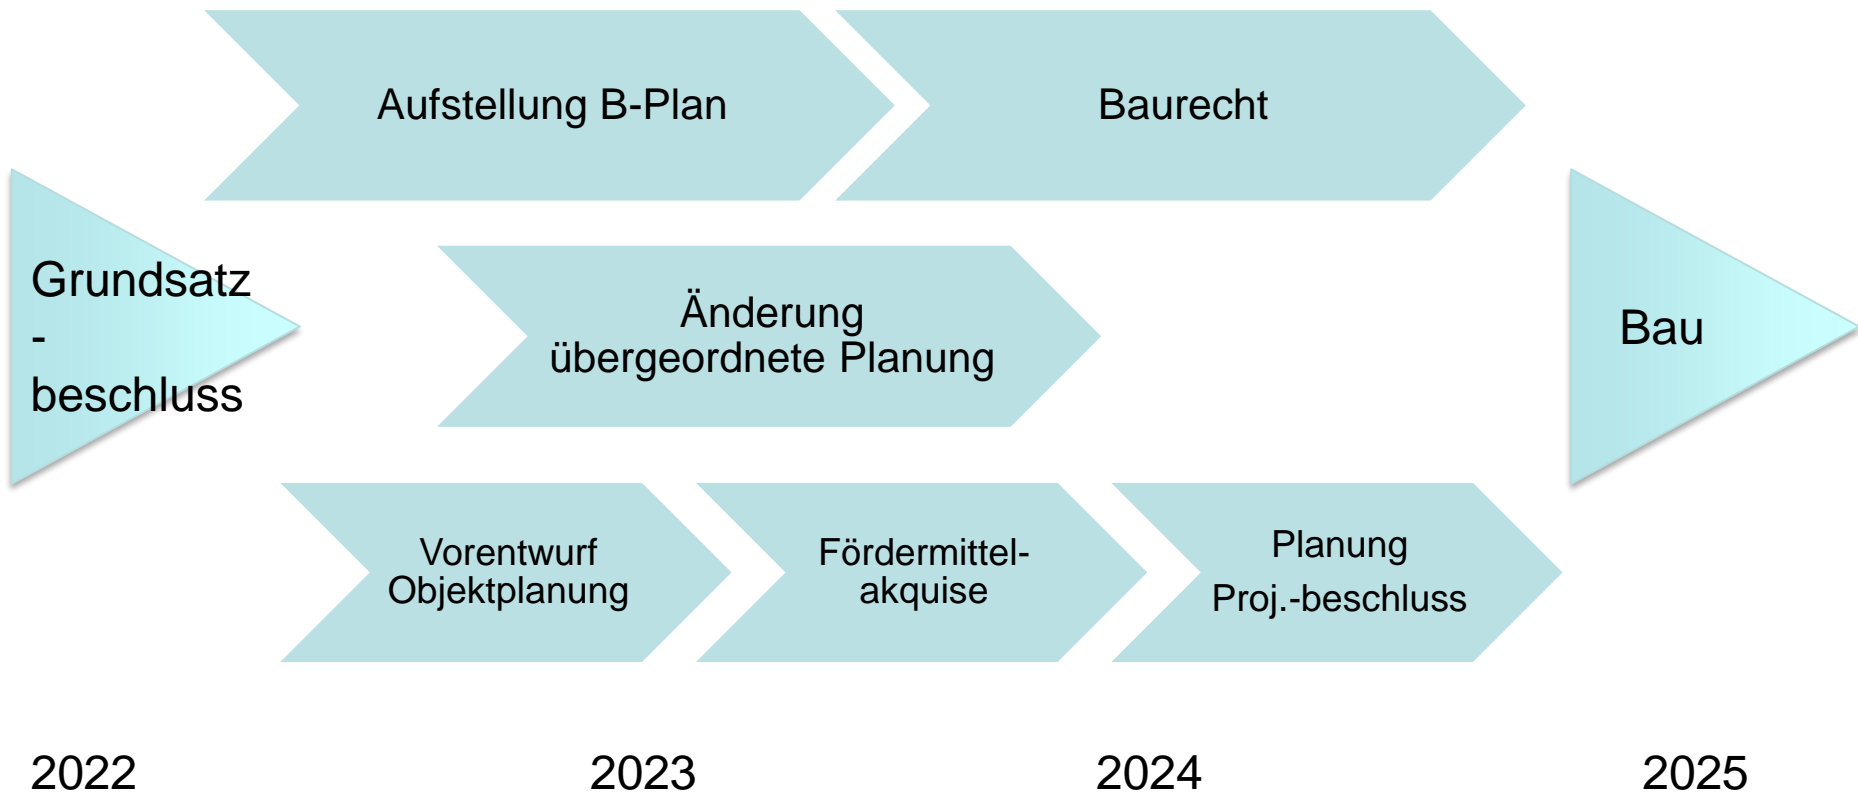 Aufstellung B-Plan
Baurecht
Grundsatz
-
beschluss
Änderung
übergeordnete Planung
Bau
Vorentwurf
Objektplanung
Fördermittel-
akquise
Planung
Proj.-beschluss
2022
2023
2024
2025